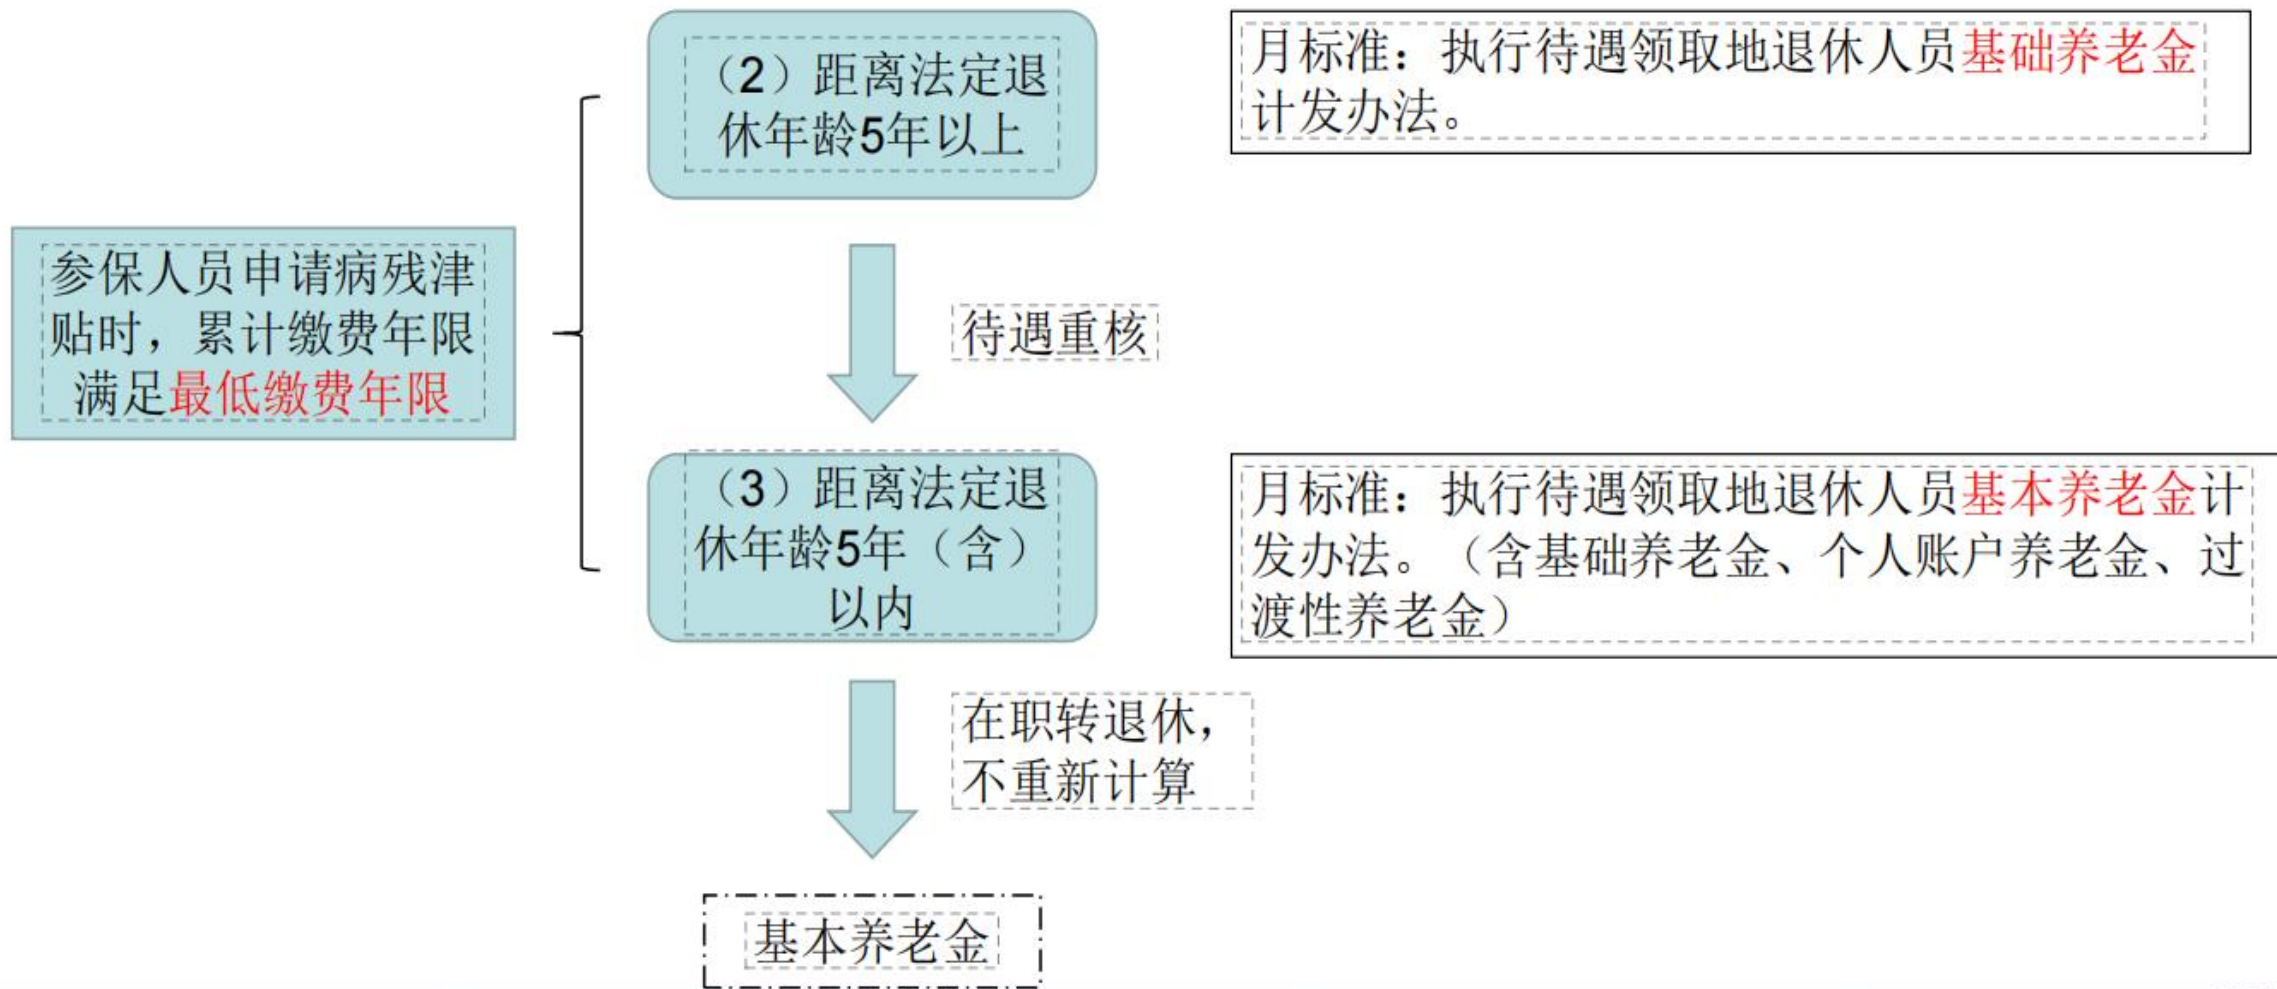 （2）距离法定退
休年龄5年以上
月标准：执行待遇领取地退休人员基础养老金
计发办法。
参保人员申请病残津
贴时，累计缴费年限
满足最低缴费年限
待遇重核
（3）距离法定退
休年龄5年（含）
以内
月标准：执行待遇领取地退休人员基本养老金计
发办法。（含基础养老金、个人账户养老金、过
渡性养老金）
在职转退休，
不重新计算
基本养老金